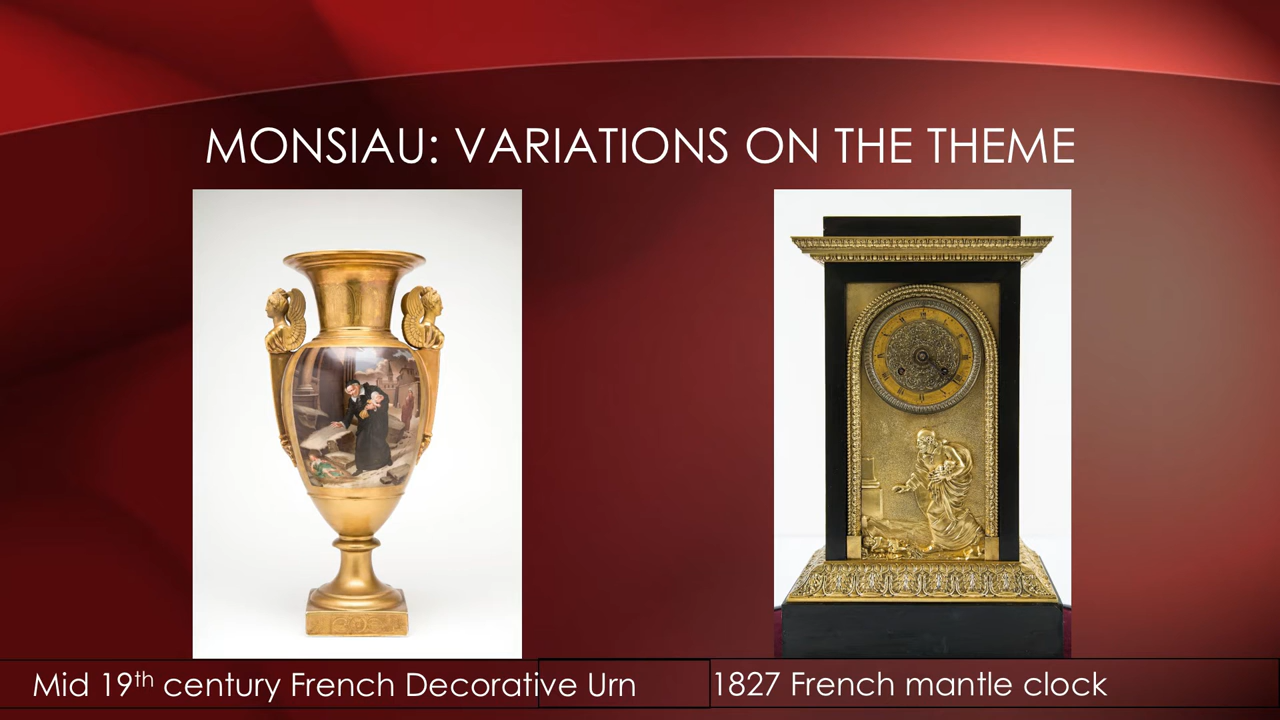 MONSIAU: VARIATIONS ON THE THEME
Mid 19th century French Decorative Urn
1827 French mantle clock